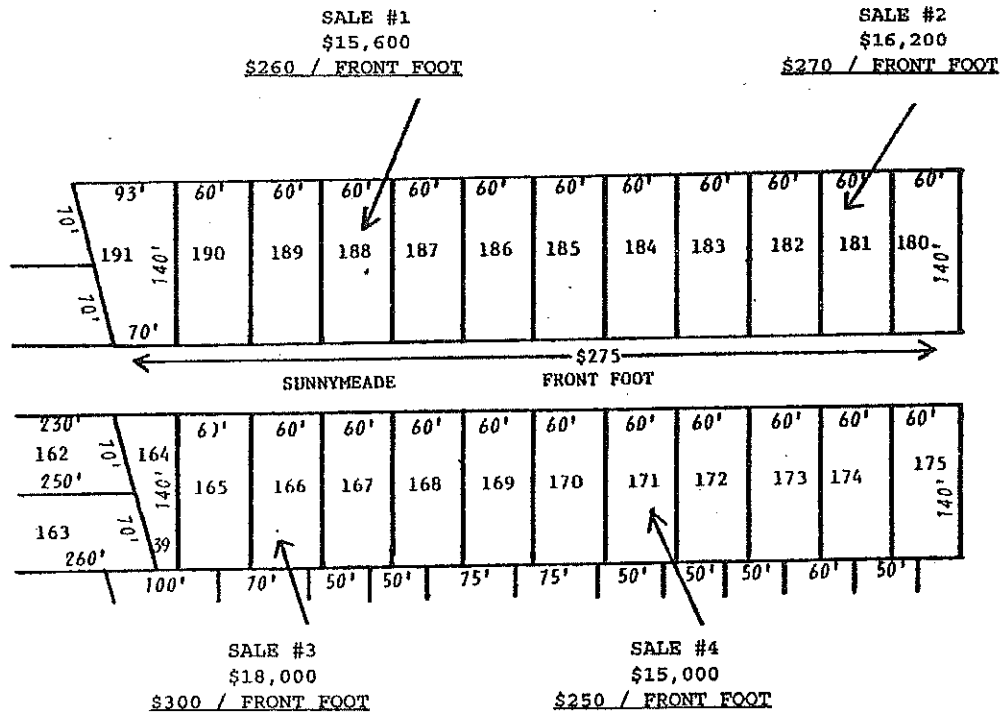 SALE #1
$15,600
$260 / FRONT FOOT
SALE #2
$16,200
$270 / FRONT FOOT
93' 60' 60' 60' 60' 60' 60' 60' 60' 60' 60' 60'
70'
191 140' 190 189 188 187 186 185 184 183 182 181 180 140'
70'
70'
$275
SUNNYMEADE FRONT FOOT
230' 60' 60' 60' 60' 60' 60' 60' 60' 60' 60'
162 70' 164
250' 140' 165 166 167 168 169 170 171 172 173 174 175 140'
163 70' 39
260' 100' 70' 50' 50' 75' 75' 50' 50' 50' 60' 50'
SALE #3
$18,000
$300 / FRONT FOOT
SALE #4
$15,000
$250 / FRONT FOOT